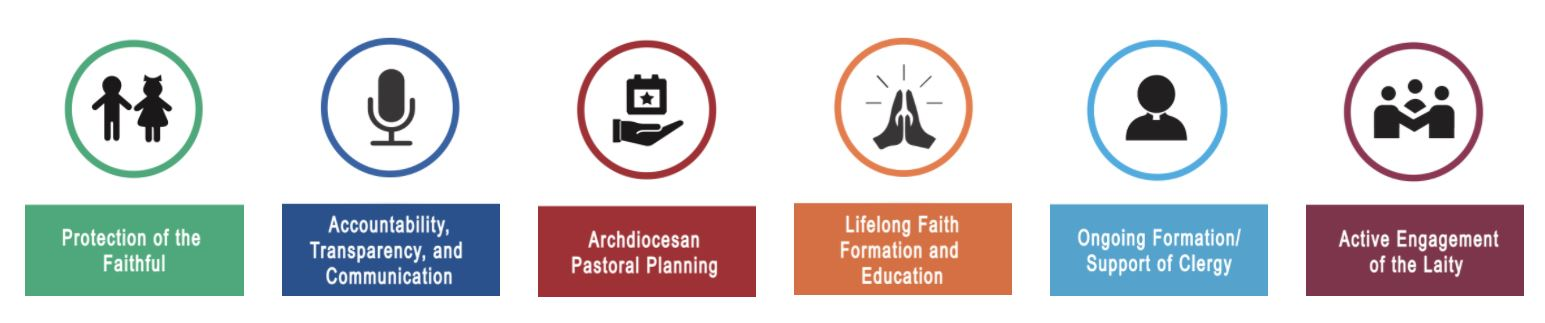 Protection of the
Faithful
Accountability,
Transparency, and
Communication
Archdiocesan
Pastoral Planning
Lifelong Faith
Formation and
Education
Ongoing Formation/
Support of Clergy
Active Engagement
of the Laity